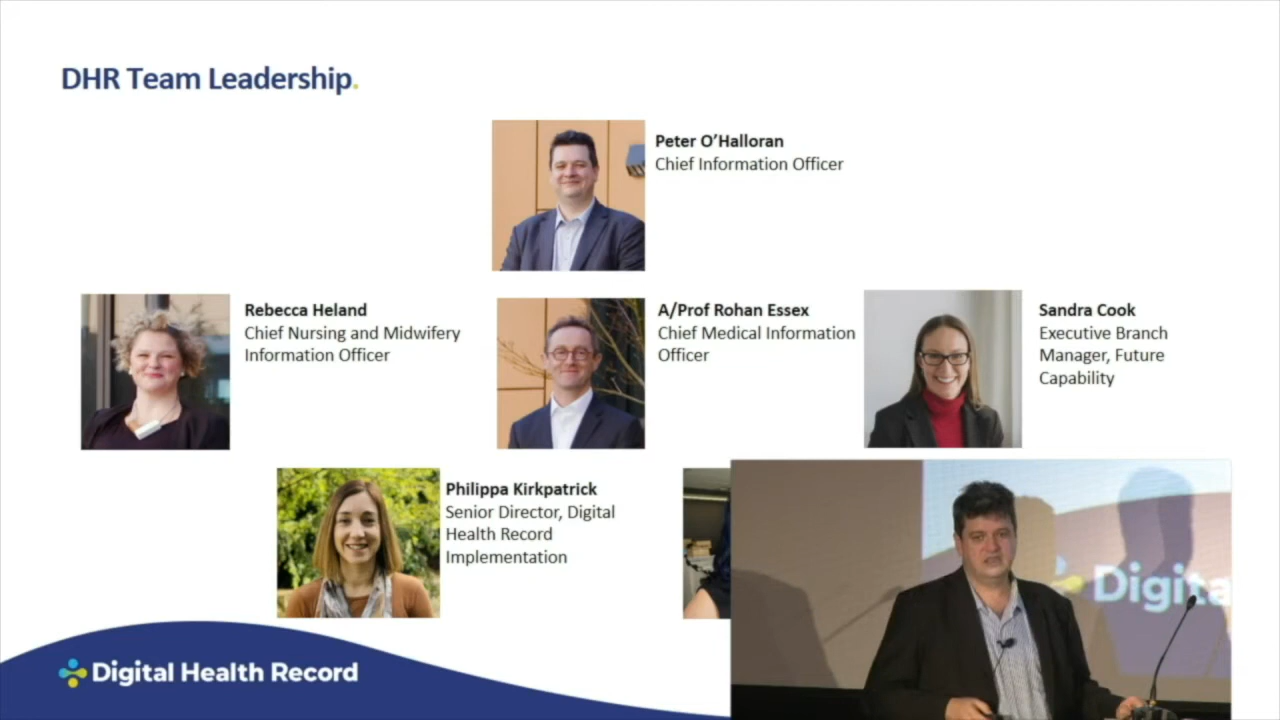 DHR Team Leadership.
Peter O’Halloran
Chief Information Officer
Rebecca Heland
Chief Nursing and Midwifery
Information Officer
A/Prof Rohan Essex
Chief Medical Information
Officer
Sandra Cook
Executive Branch
Manager, Future
Capability
Philippa Kirkpatrick
Senior Director, Digital
Health Record
Implementation
Digita
Digital Health Record